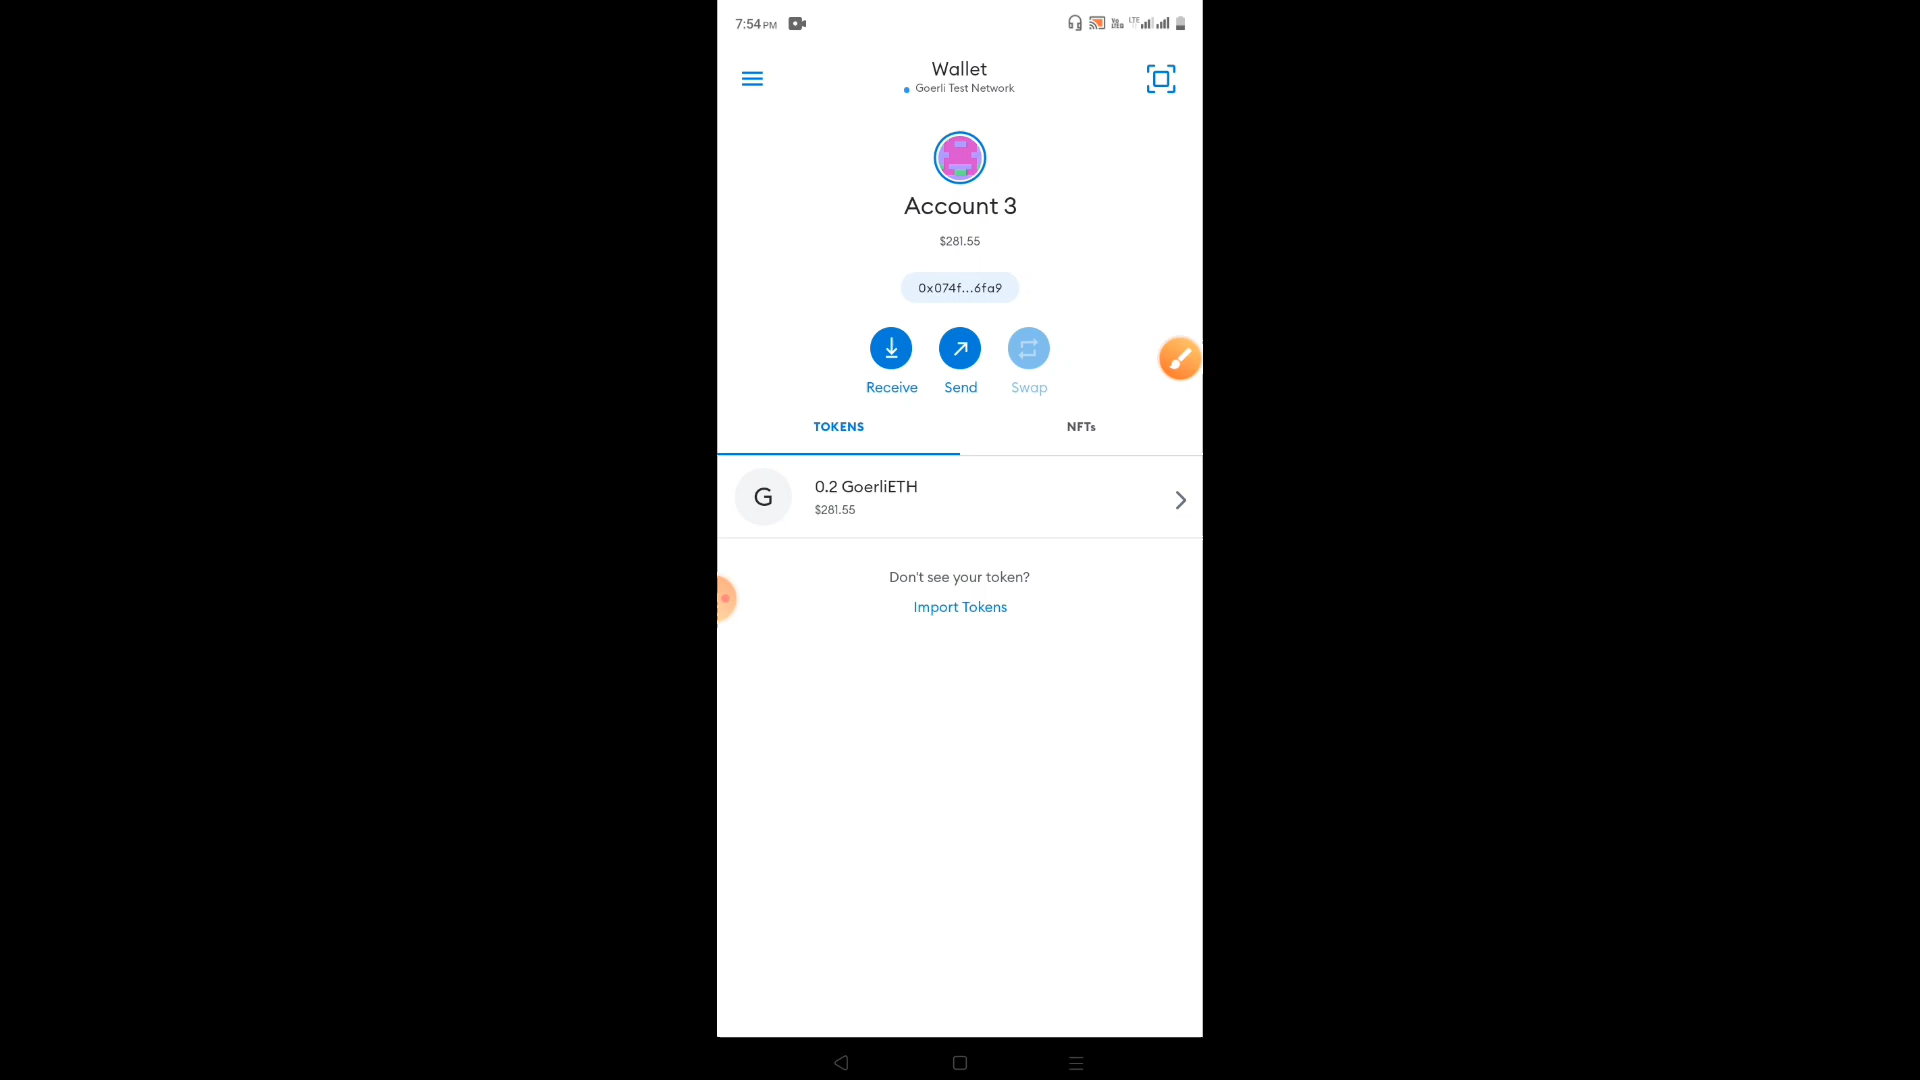 7:54 PM
LTE
Wallet
Goerli Test Network
Account 3
$281.55
0x074f...6fa9
Receive Send Swap
TOKENS NFTs
G
0.2 GoerliETH
$281.55
Don't see your token?
Import Tokens